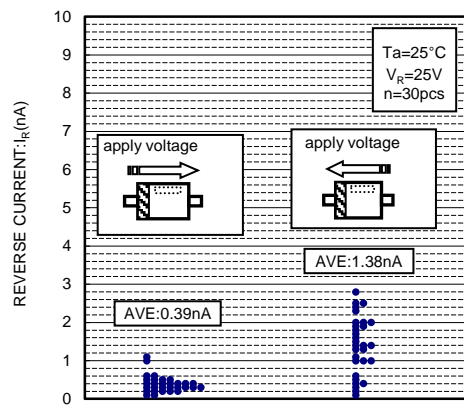 REVERSE CURRENT:I_R(nA)
10
9
8
7
6
5
4
3
2
1
0
Ta=25°C
V_R=25V
n=30pcs
apply voltage
apply voltage
AVE:0.39nA
AVE:1.38nA